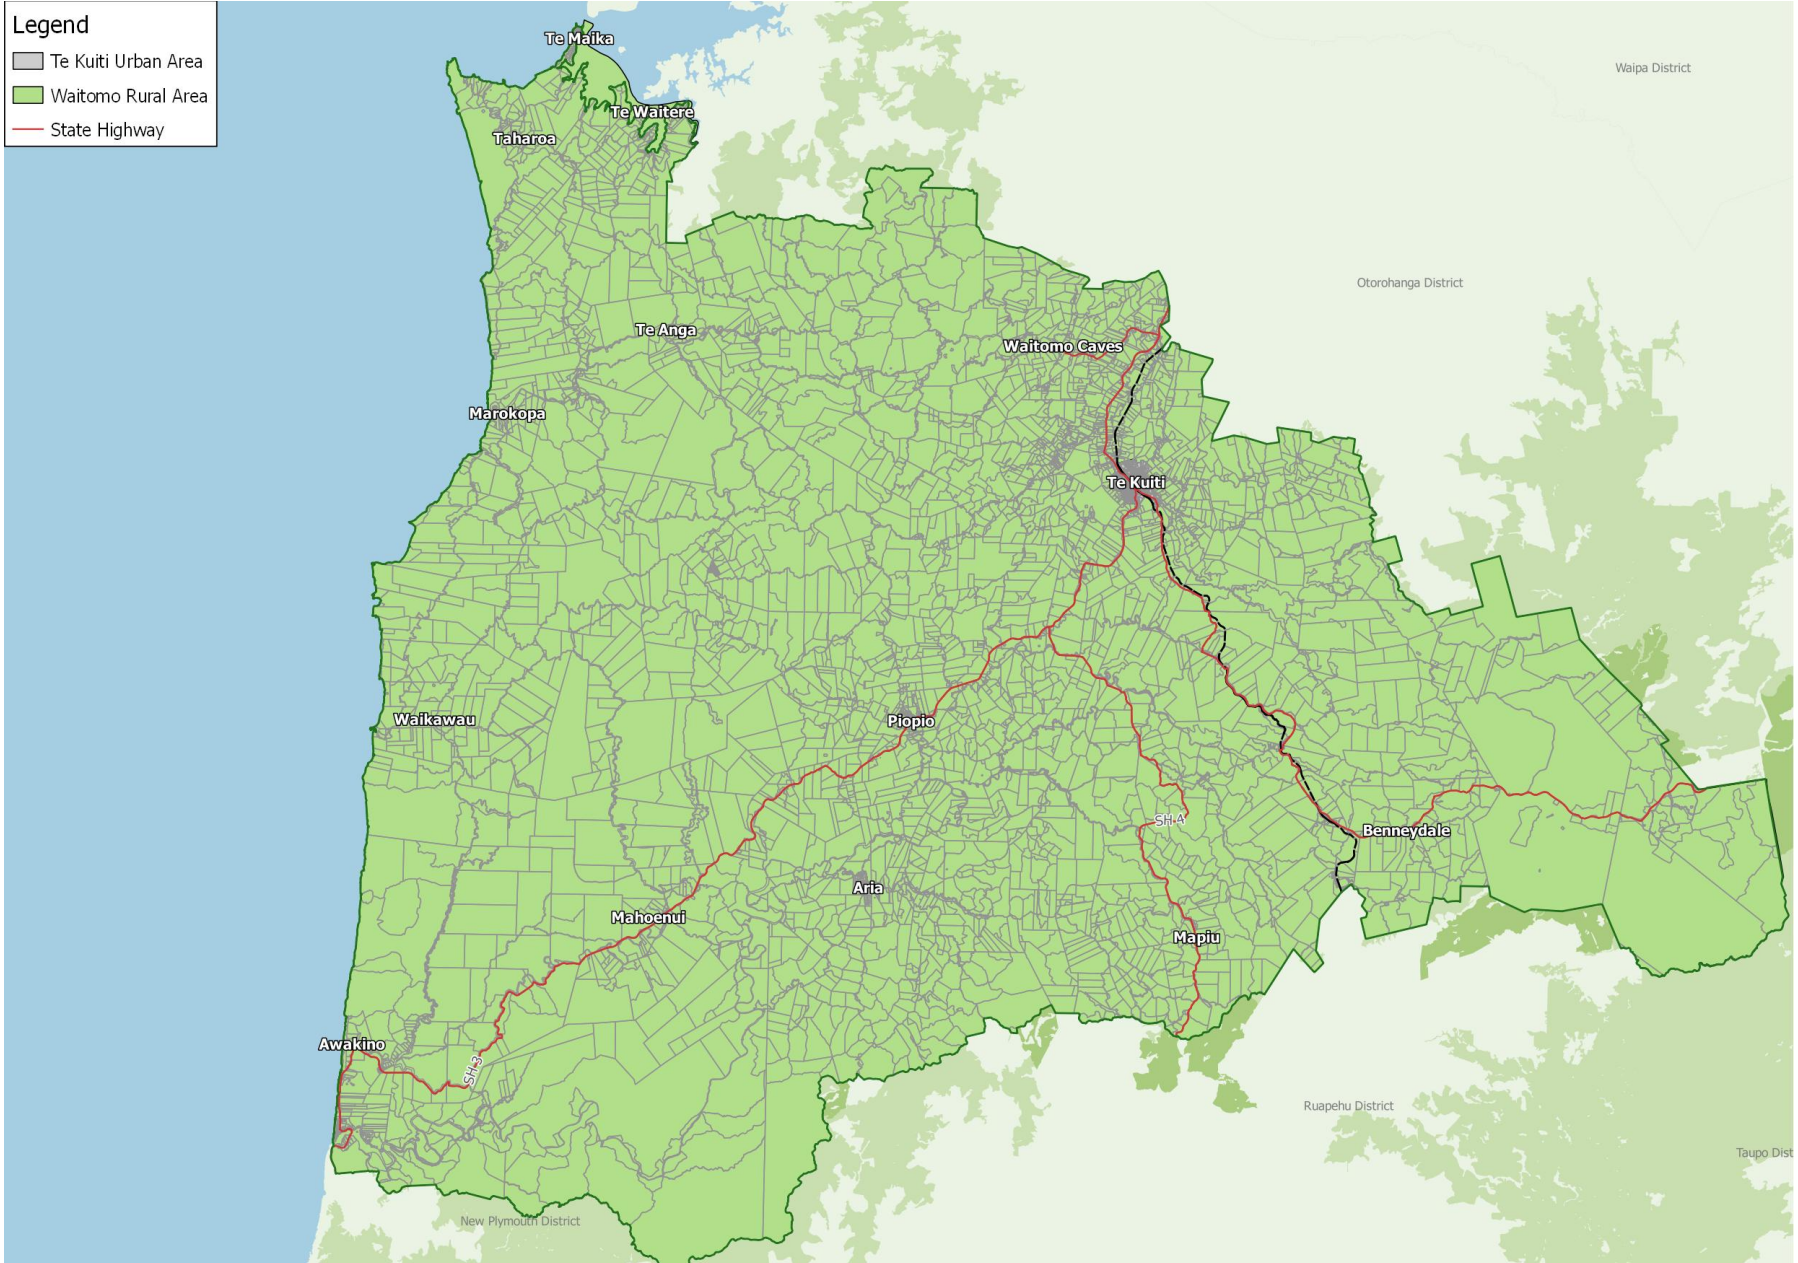 Legend
Te Kuiti Urban Area
Waitomo Rural Area
State Highway
Te Maika
Waipa District
Te Waitere
Taharoa
Otorohanga District
Te Anga
Waitomo Caves
Marokopa
Te Kuiti
Waikawau
Piopio
SH 4
Benneydale
Aria
Mahoenui
Mapiu
Awakino
SH 3
Ruapehu District
Taupo Dist
New Plymouth District